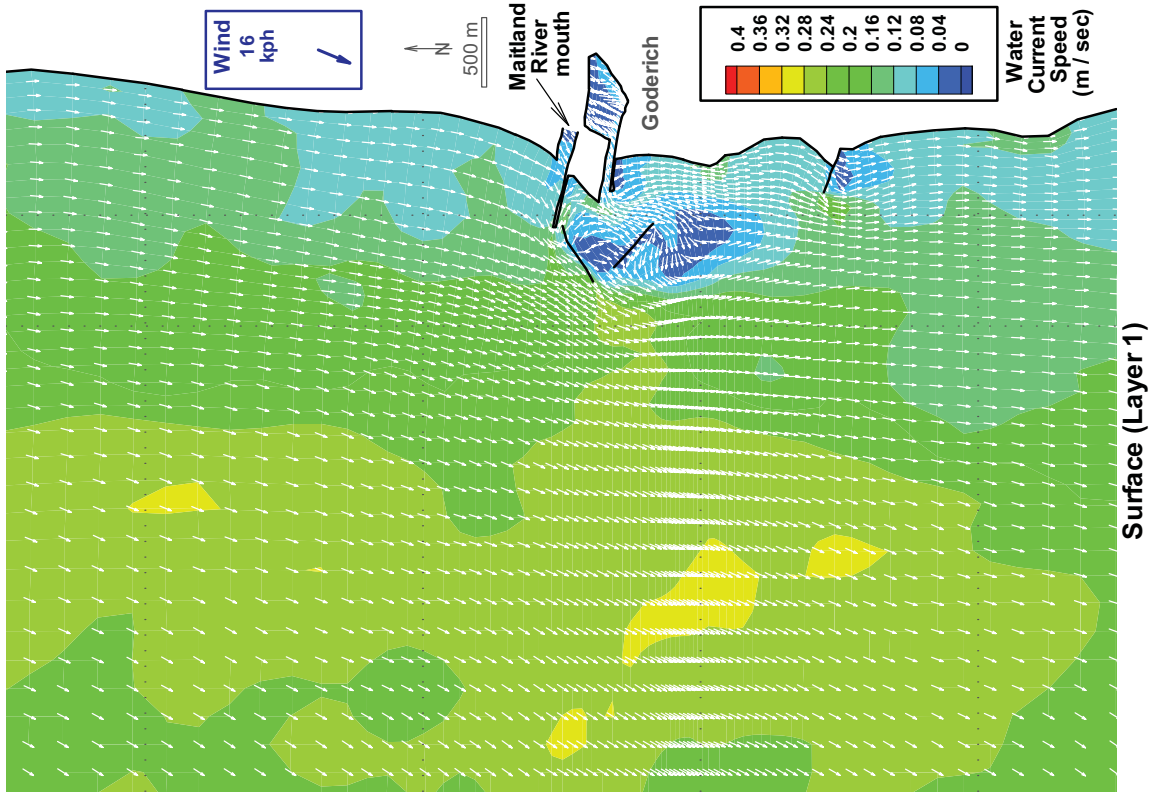 Wind
16
kph
N
500 m
Maitland
River
mouth
Goderich
0.4
0.36
0.32
0.28
0.24
0.2
0.16
0.12
0.08
0.04
0
Water
Current
Speed
(m / sec)
Surface (Layer 1)